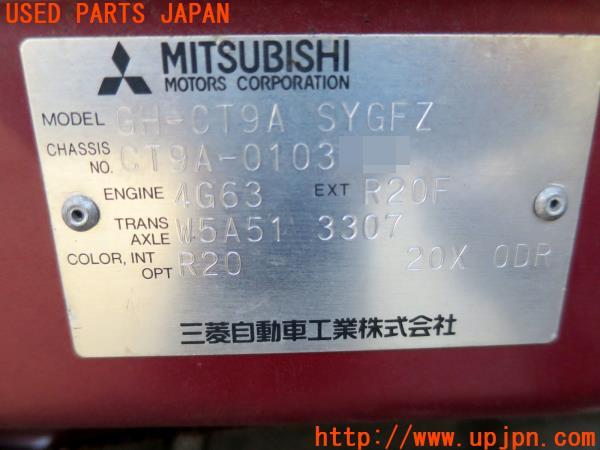 USED PARTS JAPAN
MITSUBISHI
MOTORS CORPORATION
MODEL GH-CT9A SYGFZ
CHASSIS NO. CT9A-0103
ENGINE 4G63 EXT R20F
TRANS AXLE W5A51 3307
COLOR, INT OPT R20 20X 0DR
三菱自動車工業株式会社
UPJ http://www.upjpn.com